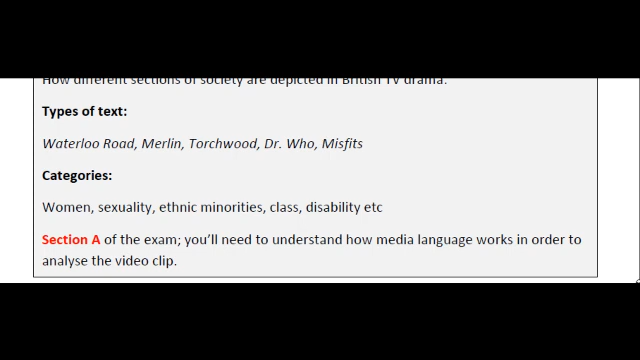 How different sections of society are depicted in British TV drama.
Types of text:
Waterloo Road, Merlin, Torchwood, Dr. Who, Misfits
Categories:
Women, sexuality, ethnic minorities, class, disability etc
Section A of the exam; you’ll need to understand how media language works in order to
analyse the video clip.